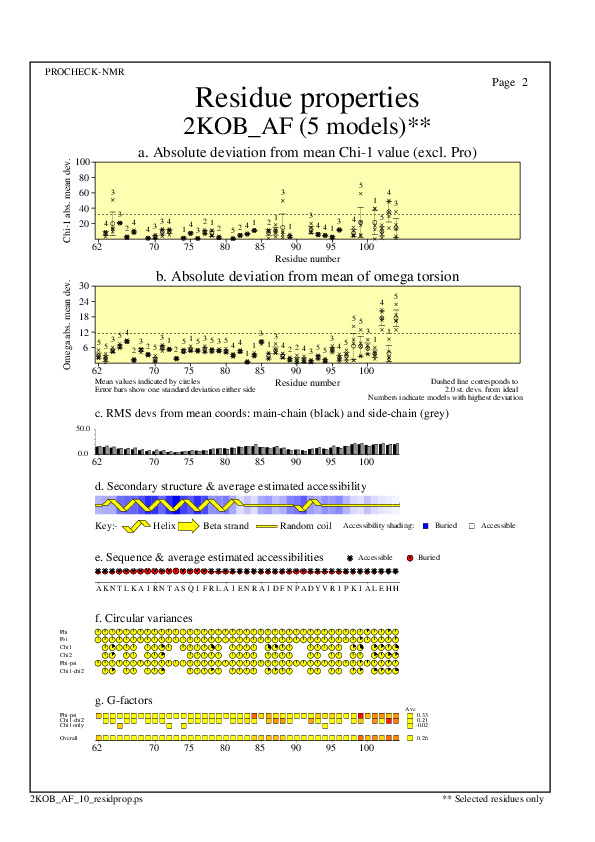 PROCHECK-NMR
Page 2
Residue properties
2KOB_AF (5 models)**
a. Absolute deviation from mean Chi-1 value (excl. Pro)
Chi-1 abs. mean dev.
100
80
60
40
20
62 70 75 80 85 90 95 100
Residue number
b. Absolute deviation from mean of omega torsion
Omega abs. mean dev.
30
24
18
12
6
0
62 70 75 80 85 90 95 100
Residue number
Mean values indicated by circles
Error bars show one standard deviation either side
Dashed line corresponds to
2.0 st. devs. from ideal
Numbers indicate models with highest deviation
c. RMS devs from mean coords: main-chain (black) and side-chain (grey)
50.0
0.0
62 70 75 80 85 90 95 100
d. Secondary structure & average estimated accessibility
Key:- Helix Beta strand Random coil Accessibility shading: Buried Accessible
e. Sequence & average estimated accessibilities Accessible Buried
A K N T L K A I R N T A S Q I F R L A I E N R A I D F N P A D Y V R I P K I A L E H H
f. Circular variances
Phi
Psi
Chi1
Chi2
Phi-psi
Chi1-chi2
g. G-factors
Ave
Phi-psi 0.33
Chi1-chi2 0.21
Chi1 only -0.02
Overall 0.26
62 70 75 80 85 90 95 100
2KOB_AF_10_residprop.ps
** Selected residues only